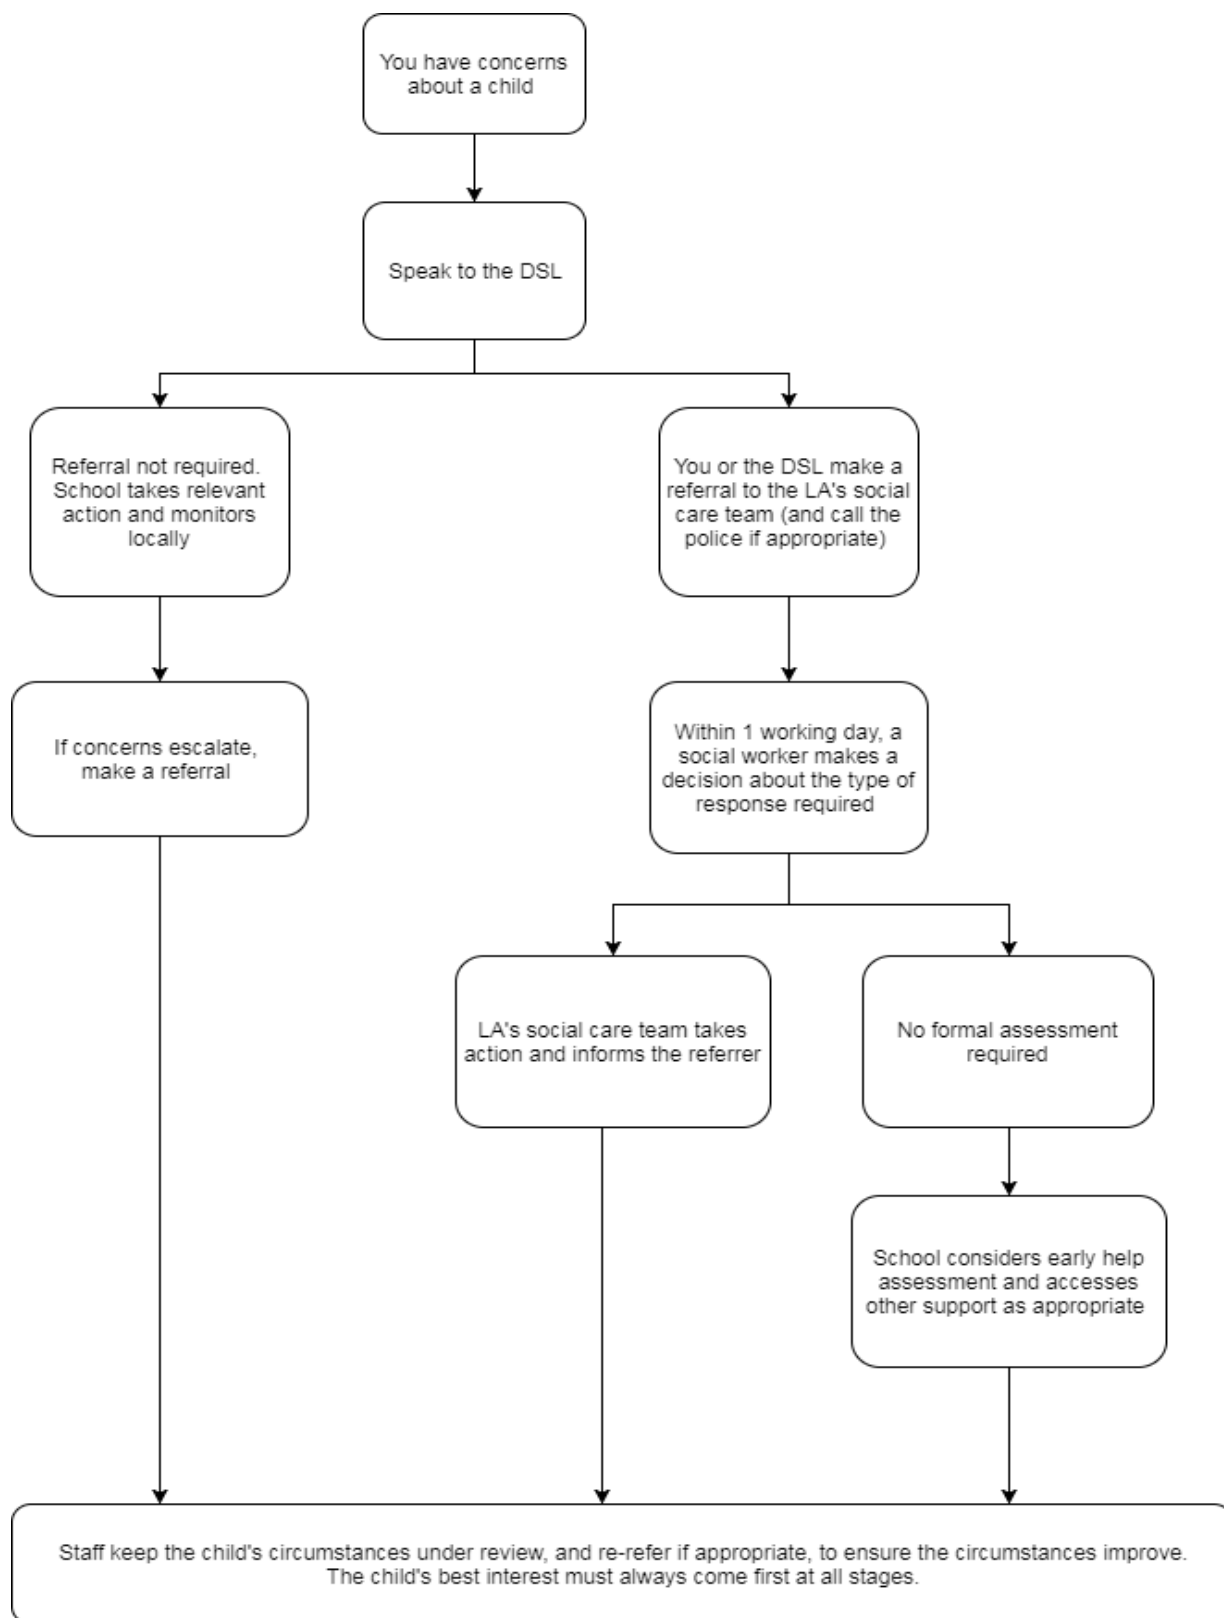 You have concerns
about a child
Speak to the DSL
Referral not required.
School takes relevant
action and monitors
locally
You or the DSL make a
referral to the LA's social
care team (and call the
police if appropriate)
If concerns escalate,
make a referral
Within 1 working day, a
social worker makes a
decision about the type of
response required
LA's social care team takes
action and informs the referrer
No formal assessment
required
School considers early help
assessment and accesses
other support as appropriate
Staff keep the child's circumstances under review, and re-refer if appropriate, to ensure the circumstances improve.
The child's best interest must always come first at all stages.